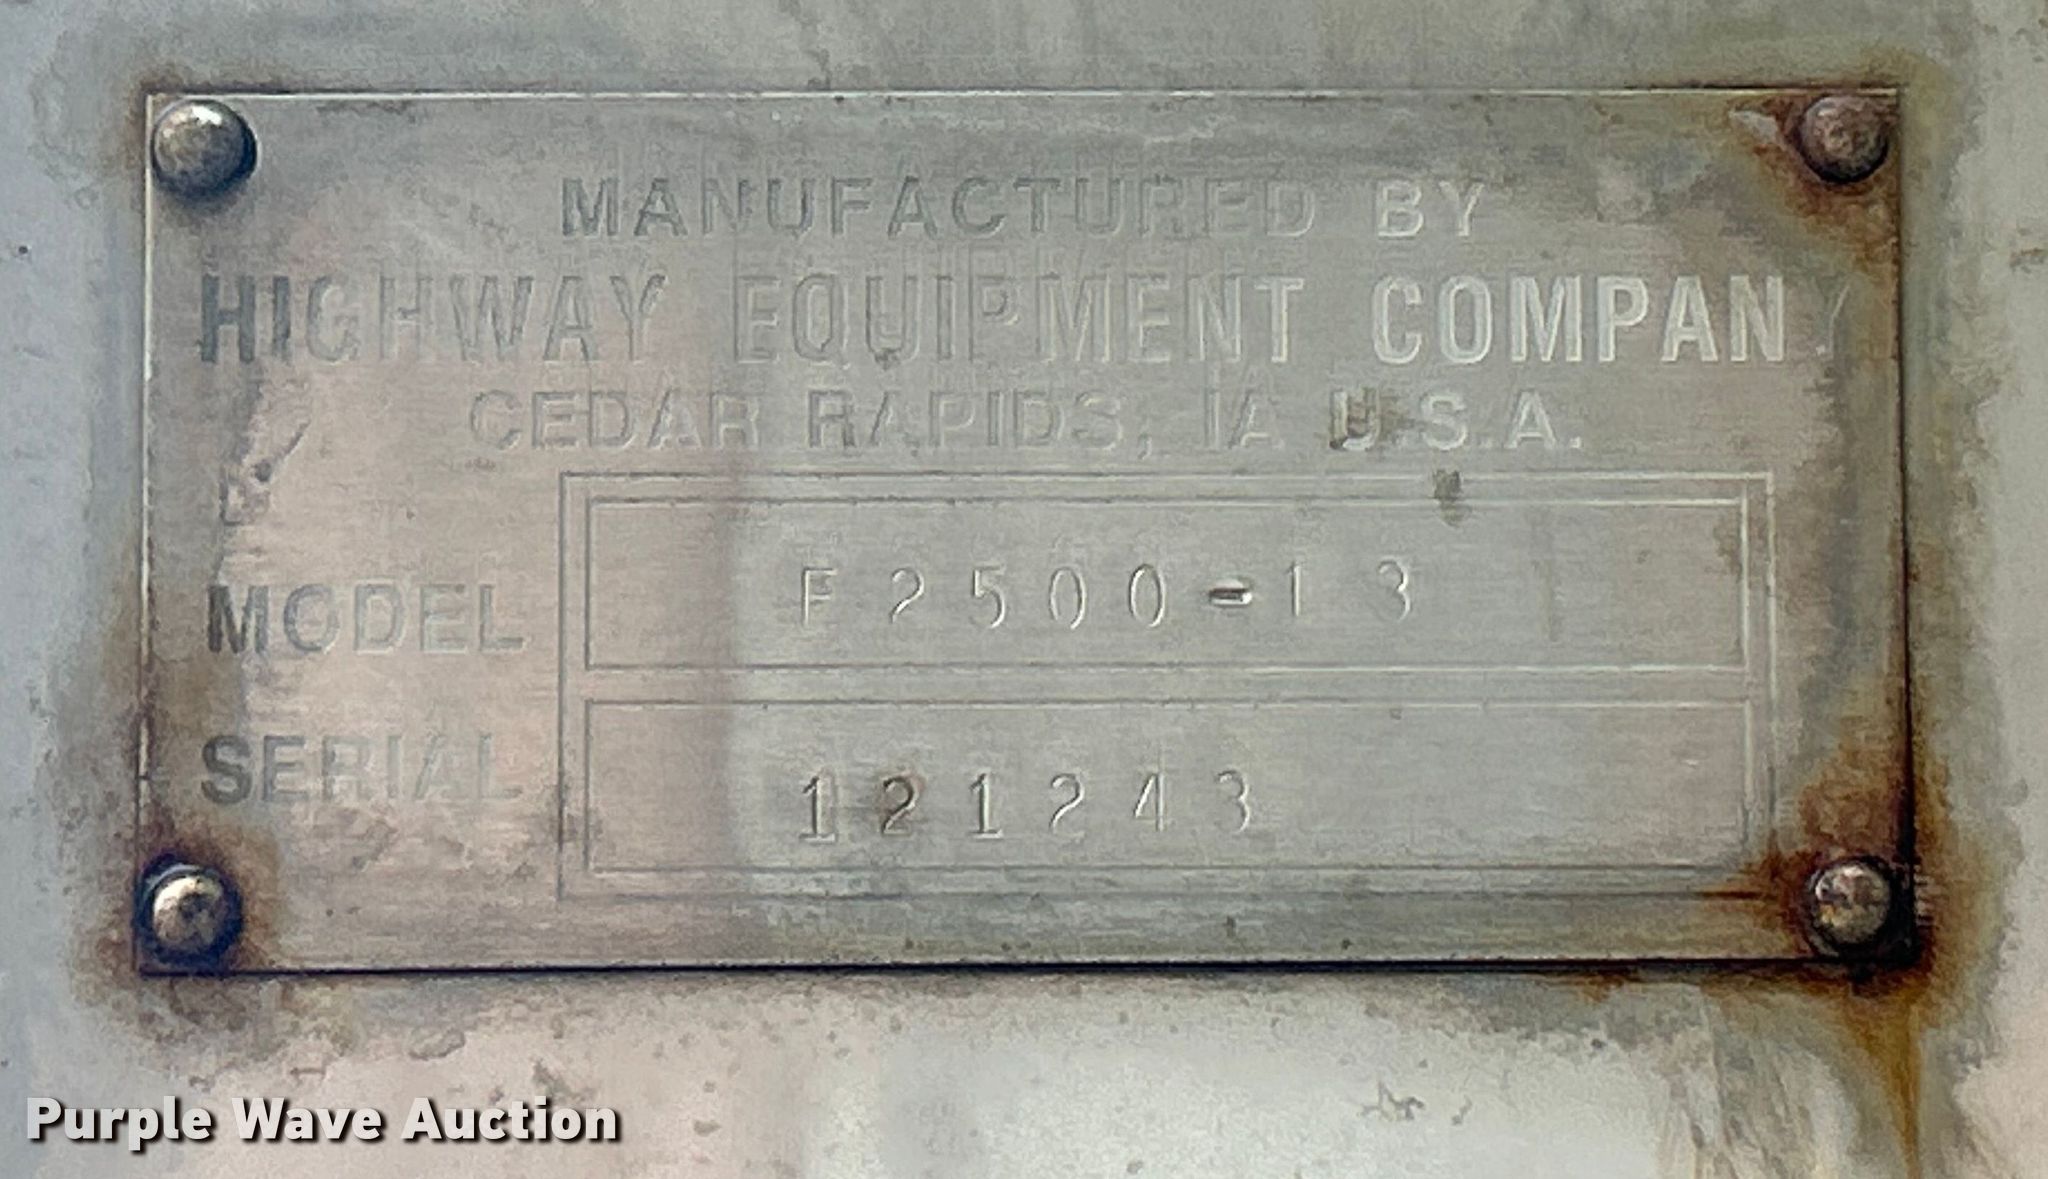 MANUFACTURED BY
HIGHWAY EQUIPMENT COMPANY
CEDAR RAPIDS, IA U.S.A.
MODEL F2500-13
SERIAL 121243
Purple Wave Auction